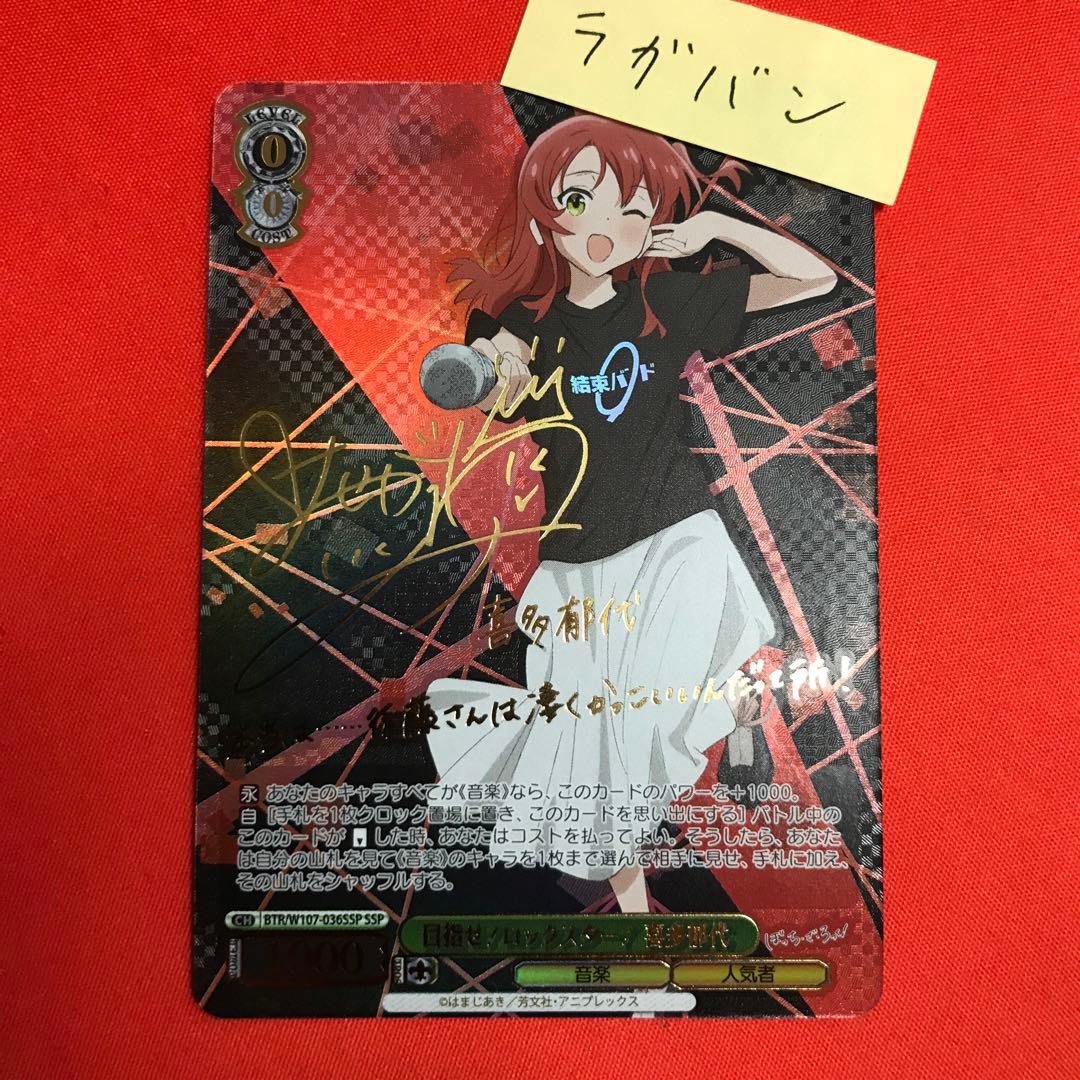 ラガバン
LEVEL
0
0
COST
結束バンド
喜多郁代
後藤さんは凄くかっこいいんだって所!
永 あなたのキャラすべてが《音楽》なら、このカードのパワーを+1000。
自 [手札を1枚クロック置場に置き、このカードを思い出にする] バトル中の
このカードが した時、あなたはコストを払ってよい。そうしたら、あなた
は自分の山札を見て《音楽》のキャラを1枚まで選んで相手に見せ、手札に加え、
その山札をシャッフルする。
CH BTR/W107-036SSP SSP
目指せ!ロックスター! 喜多郁代
ぼっち・ざ・ろっく!
1000
音楽
人気者
©はまじあき/芳文社・アニプレックス